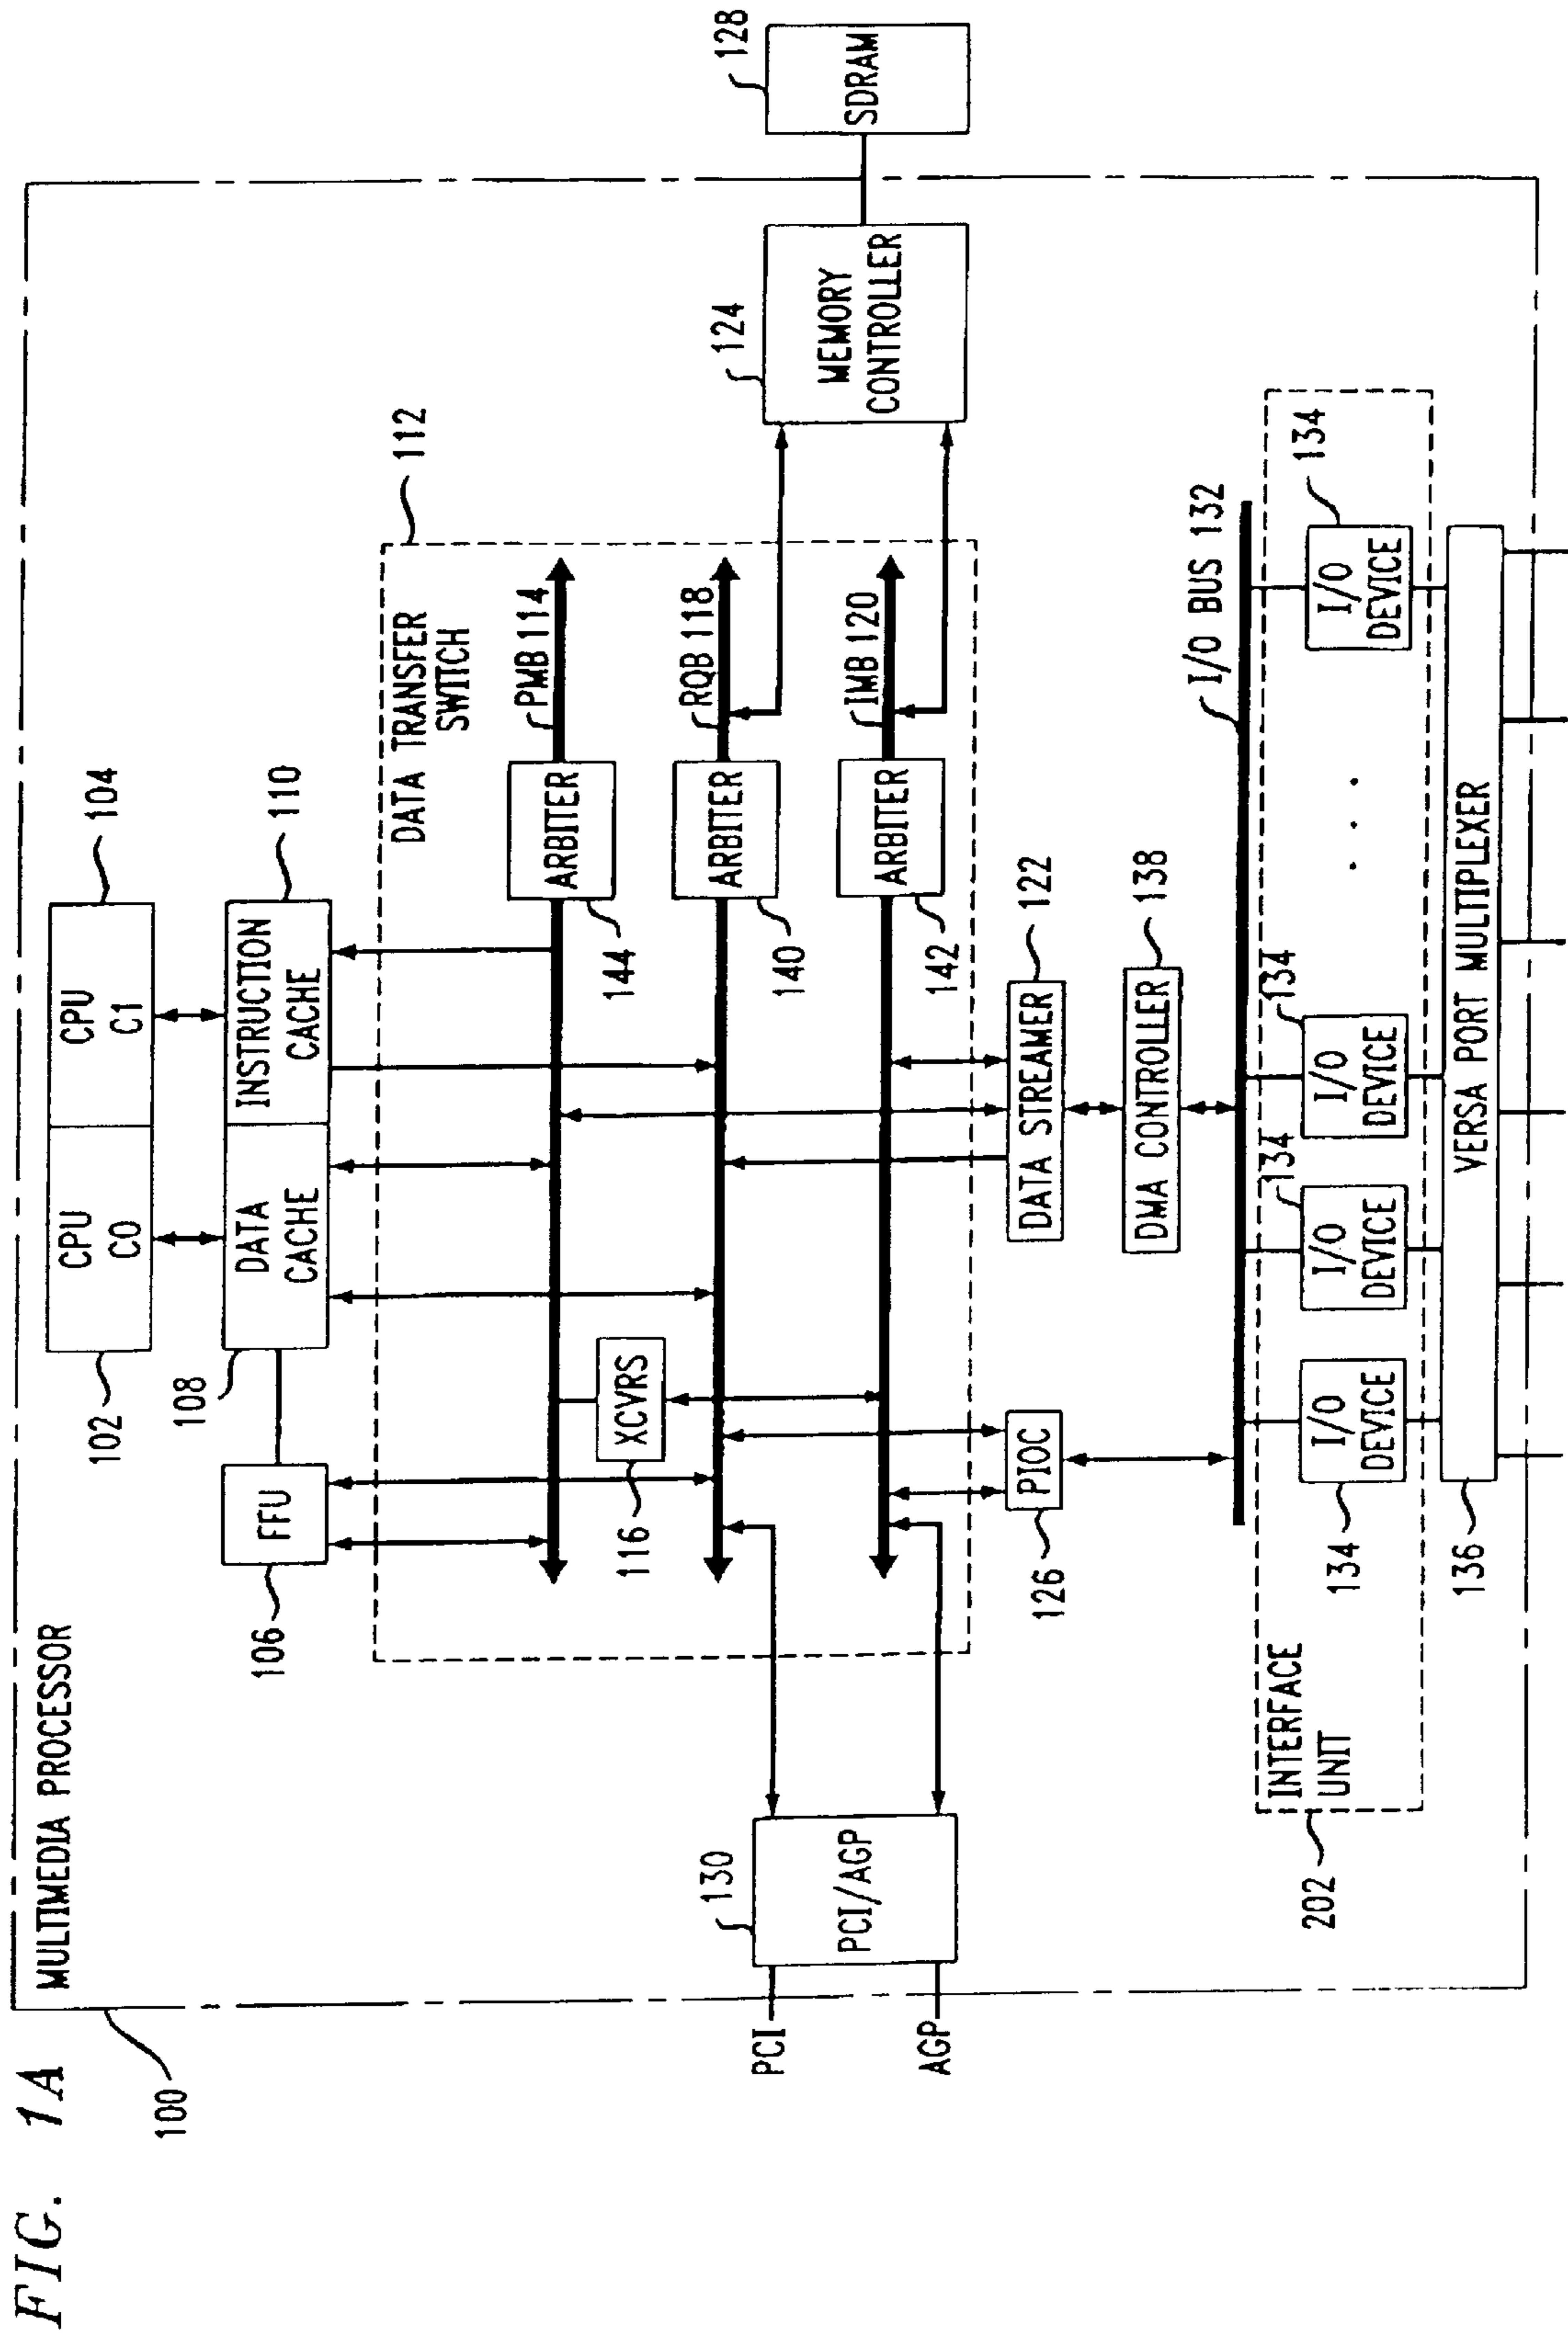 FIG. 1A
100
MULTIMEDIA PROCESSOR
102
CPU
C0
CPU
C1
104
106
FFU
108
DATA
CACHE
INSTRUCTION
CACHE
110
DATA TRANSFER
SWITCH
112
144
ARBITER
PMB 114
116
XCVRS
140
ARBITER
RQB 118
142
ARBITER
IMB 120
PCI
AGP
130
PCI/AGP
124
MEMORY
CONTROLLER
128
SDRAM
126
PIOC
DATA STREAMER
122
DMA CONTROLLER
138
I/O BUS 132
202
INTERFACE
UNIT
134
I/O
DEVICE
134
I/O
DEVICE
134
I/O
DEVICE
. . .
134
I/O
DEVICE
136
VERSA PORT MULTIPLEXER